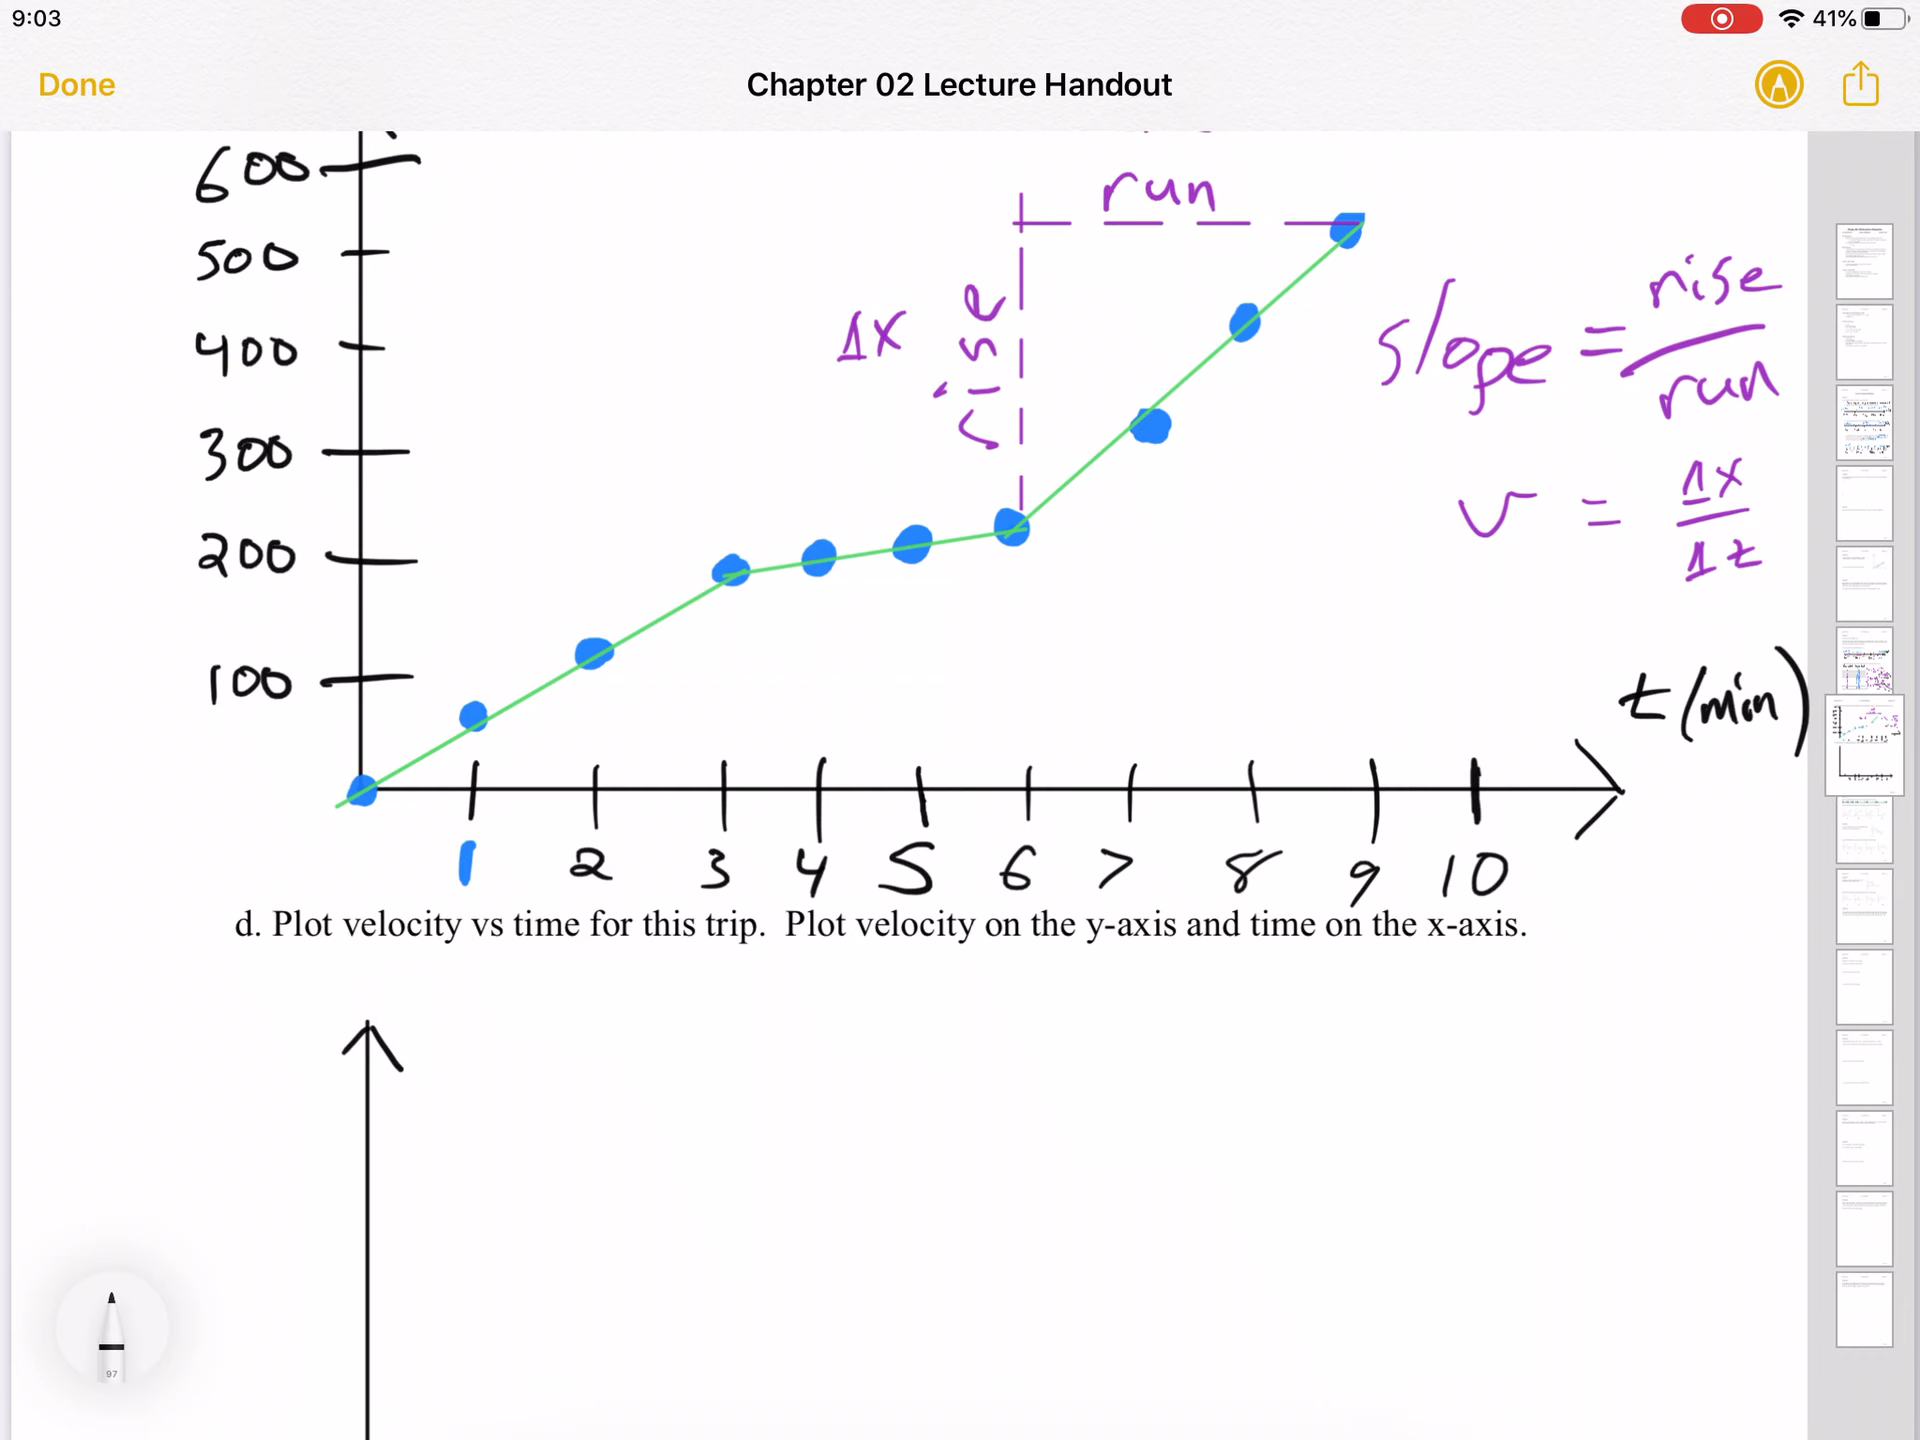 9:03
41%
Done
Chapter 02 Lecture Handout
600
500
400
300
200
100
run
Δx
rise
slope = rise/run
v = Δx/Δt
t (min)
1 2 3 4 5 6 7 8 9 10
d. Plot velocity vs time for this trip. Plot velocity on the y-axis and time on the x-axis.
97